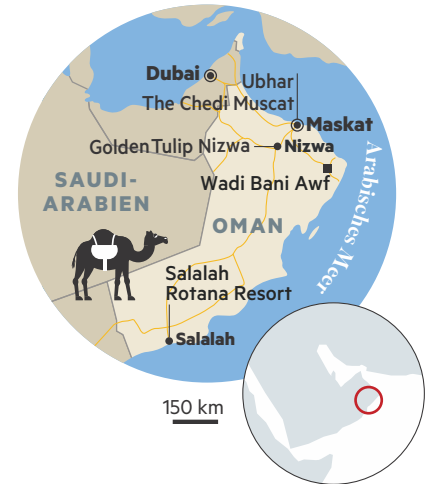 Dubai
Ubhar
The Chedi Muscat
Maskat
Golden Tulip Nizwa
Nizwa
SAUDI-
ARABIEN
Wadi Bani Awf
Arabisches Meer
OMAN
Salalah
Rotana Resort
Salalah
150 km